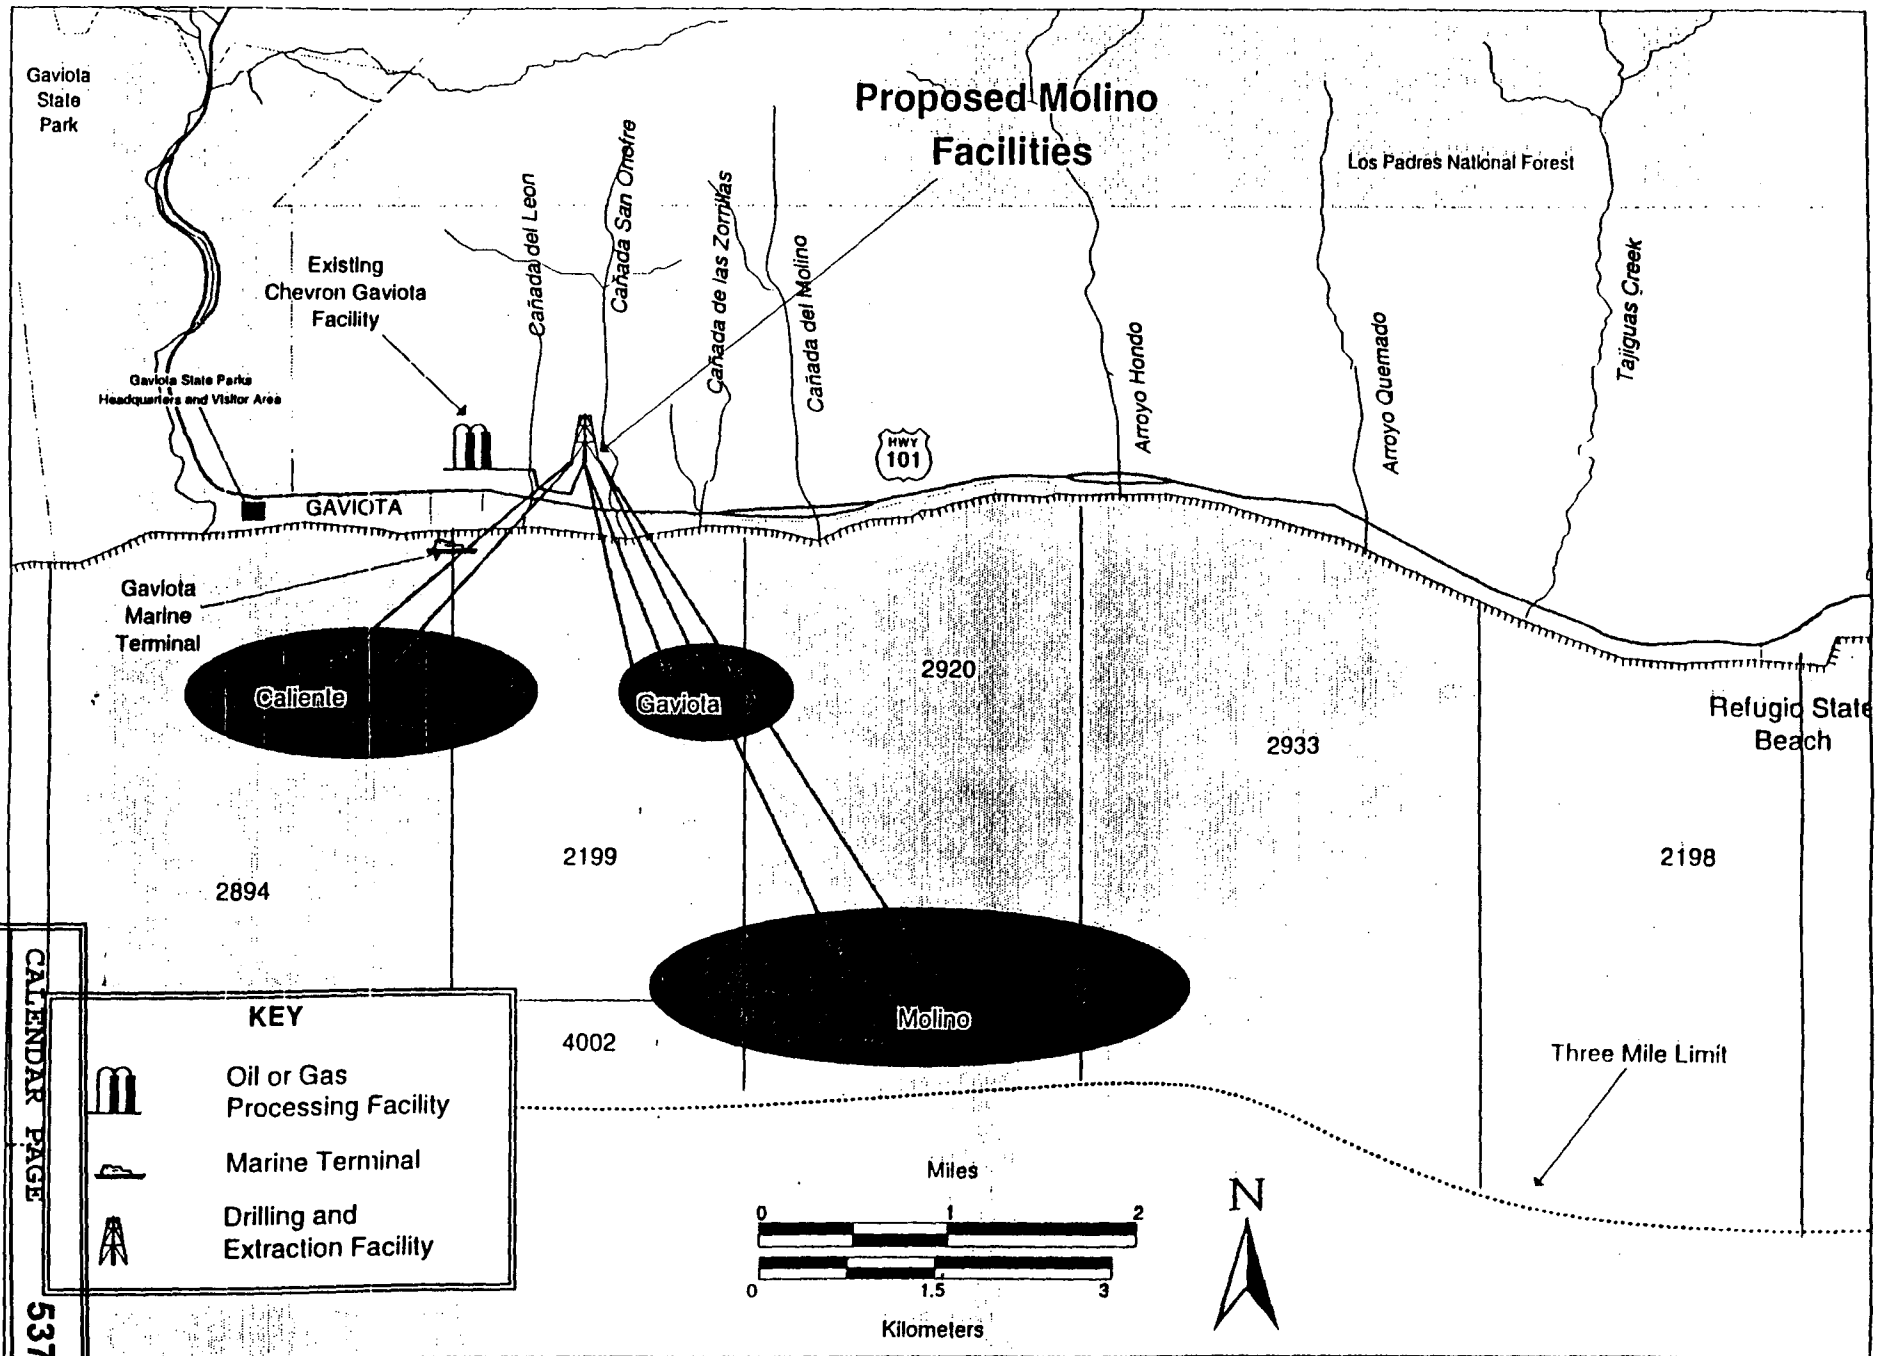 Gaviota
State
Park
Proposed Molino
Facilities
Los Padres National Forest
Existing
Chevron Gaviota
Facility
Cañada del Leon
Cañada San Onofre
Cañada de las Zorrillas
Cañada del Molino
Arroyo Hondo
Arroyo Quemado
Tajiguas Creek
Gaviota State Parks
Headquarters and Visitor Area
HWY
101
GAVIOTA
Gaviota
Marine
Terminal
Caliente
Gaviota
2920
2933
Refugio State
Beach
2199
2198
2894
Molino
4002
Three Mile Limit
KEY
Oil or Gas
Processing Facility
Marine Terminal
Drilling and
Extraction Facility
Miles
0 1 2
0 1.5 3
Kilometers
N
CALENDAR PAGE 537